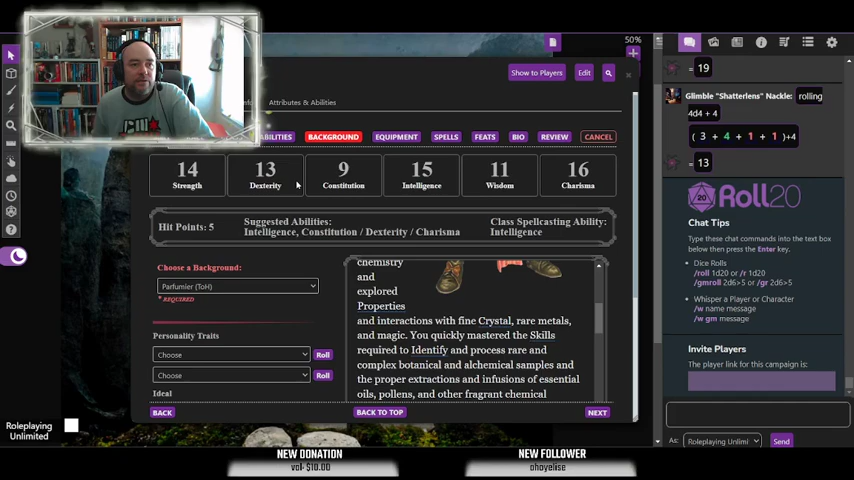 50%
Show to Players
Edit
Attributes & Abilities
ABILITIES
BACKGROUND
EQUIPMENT
SPELLS
FEATS
BIO
REVIEW
CANCEL
14
Strength
13
Dexterity
9
Constitution
15
Intelligence
11
Wisdom
16
Charisma
Hit Points: 5
Suggested Abilities:
Intelligence, Constitution / Dexterity / Charisma
Class Spellcasting Ability:
Intelligence
Choose a Background:
Parfumier (ToH)
* REQUIRED
Personality Traits
Choose
Roll
Choose
Roll
Ideal
chemistry
and
explored
Properties
and interactions with fine Crystal, rare metals,
and magic. You quickly mastered the Skills
required to Identify and process rare and
complex botanical and alchemical samples and
the proper extractions and infusions of essential
oils, pollens, and other fragrant chemical
BACK
BACK TO TOP
NEXT
= 19
Glimble "Shatterlens" Nackle: rolling
4d4 + 4
( 3 + 4 + 1 + 1 )+4
= 13
20
Roll20
Chat Tips
Type these chat commands into the text box
below then press the Enter key.
• Dice Rolls
/roll 1d20 or /r 1d20
/gmroll 2d6>5 or /gr 2d6>5
• Whisper a Player or Character
/w name message
/w gm message
Invite Players
The player link for this campaign is:
As:
Roleplaying Unlimi
Send
Roleplaying
Unlimited
NEW DONATION
vol- $10.00
NEW FOLLOWER
ahoyelise